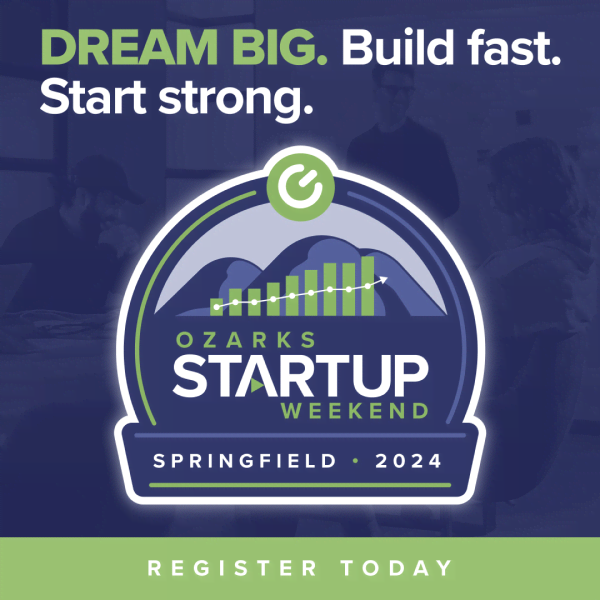 DREAM BIG. Build fast.
Start strong.
OZARKS
STARTUP
WEEKEND
SPRINGFIELD • 2024
REGISTER TODAY